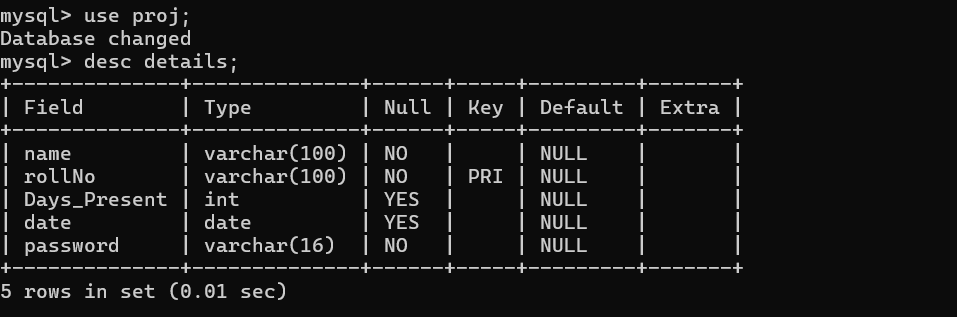 mysql> use proj;
Database changed
mysql> desc details;
+--------------+--------------+------+-----+---------+-------+
| Field        | Type         | Null | Key | Default | Extra |
+--------------+--------------+------+-----+---------+-------+
| name         | varchar(100) | NO   |     | NULL    |       |
| rollNo       | varchar(100) | NO   | PRI | NULL    |       |
| Days_Present | int          | YES  |     | NULL    |       |
| date         | date         | YES  |     | NULL    |       |
| password     | varchar(16)  | NO   |     | NULL    |       |
+--------------+--------------+------+-----+---------+-------+
5 rows in set (0.01 sec)